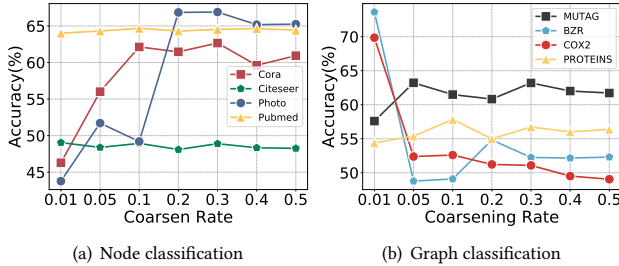 65
60
55
50
45
Accuracy(%)
Cora
Citeseer
Photo
Pubmed
0.01 0.05 0.1 0.2 0.3 0.4 0.5
Coarsen Rate
(a) Node classification
70
65
60
55
50
Accuracy(%)
MUTAG
BZR
COX2
PROTEINS
0.01 0.05 0.1 0.2 0.3 0.4 0.5
Coarsening Rate
(b) Graph classification